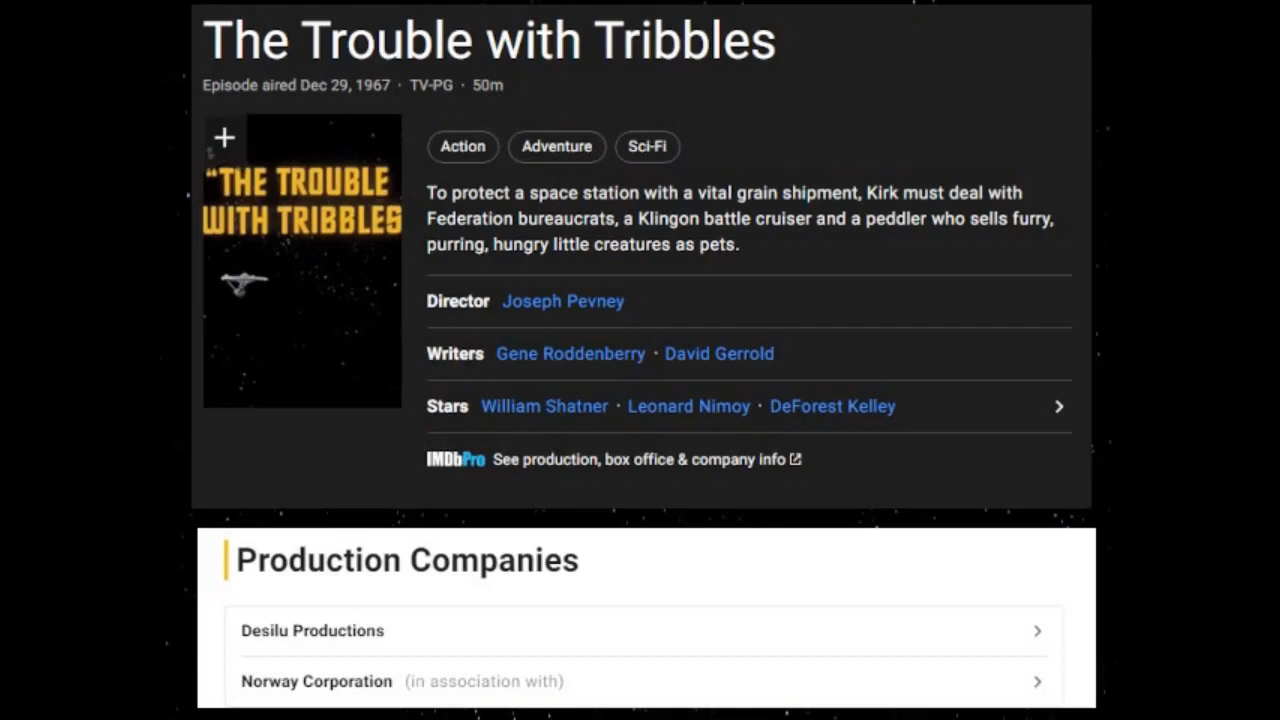 The Trouble with Tribbles
Episode aired Dec 29, 1967 · TV-PG · 50m
+
"THE TROUBLE
WITH TRIBBLES
Action Adventure Sci-Fi
To protect a space station with a vital grain shipment, Kirk must deal with
Federation bureaucrats, a Klingon battle cruiser and a peddler who sells furry,
purring, hungry little creatures as pets.
Director Joseph Pevney
Writers Gene Roddenberry · David Gerrold
Stars William Shatner · Leonard Nimoy · DeForest Kelley
IMDbPro See production, box office & company info
Production Companies
Desilu Productions
Norway Corporation (in association with)